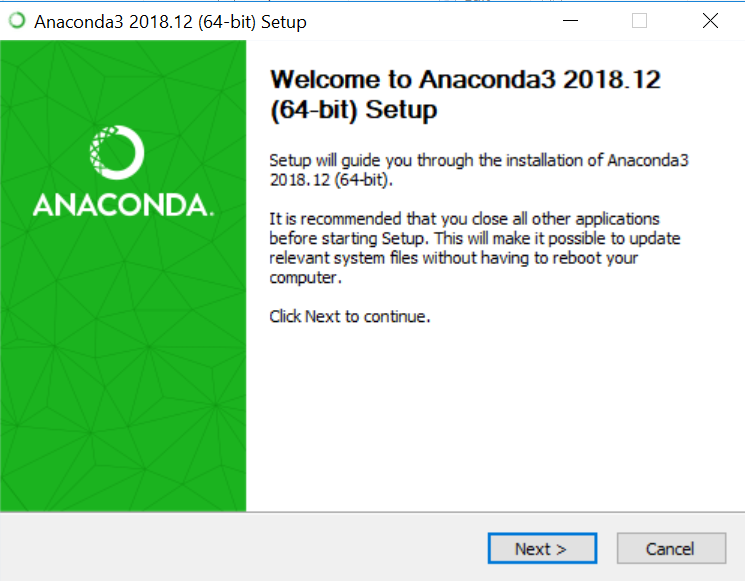 Anaconda3 2018.12 (64-bit) Setup
ANACONDA.
Welcome to Anaconda3 2018.12
(64-bit) Setup
Setup will guide you through the installation of Anaconda3
2018.12 (64-bit).
It is recommended that you close all other applications
before starting Setup. This will make it possible to update
relevant system files without having to reboot your
computer.
Click Next to continue.
Next >
Cancel